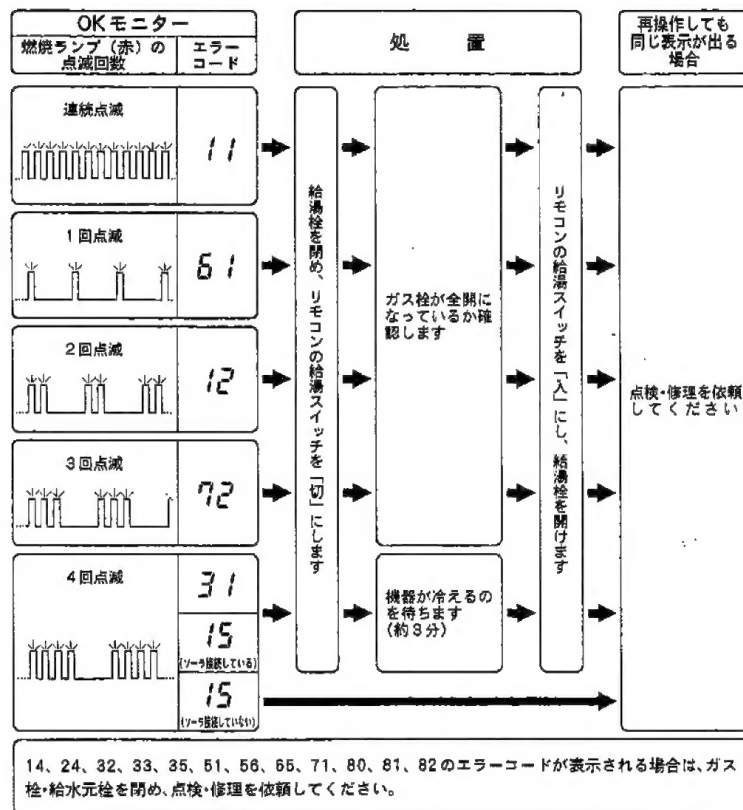 OKモニター
燃焼ランプ（赤）の
点滅回数
エラー
コード
処　置
再操作しても
同じ表示が出る
場合
連続点滅
11
1回点滅
61
2回点滅
12
3回点滅
72
4回点滅
31
15
(ソーラ接続している)
15
(ソーラ接続していない)
給湯栓を閉め、リモコンの給湯スイッチを「切」にします
ガス栓が全開に
なっているか確
認します
機器が冷えるの
を待ちます
(約3分)
リモコンの給湯スイッチを「入」にし、給湯栓を開けます
点検・修理を依頼
してください
14、24、32、33、35、51、56、65、71、80、81、82のエラーコードが表示される場合は、ガス
栓・給水元栓を閉め、点検・修理を依頼してください。